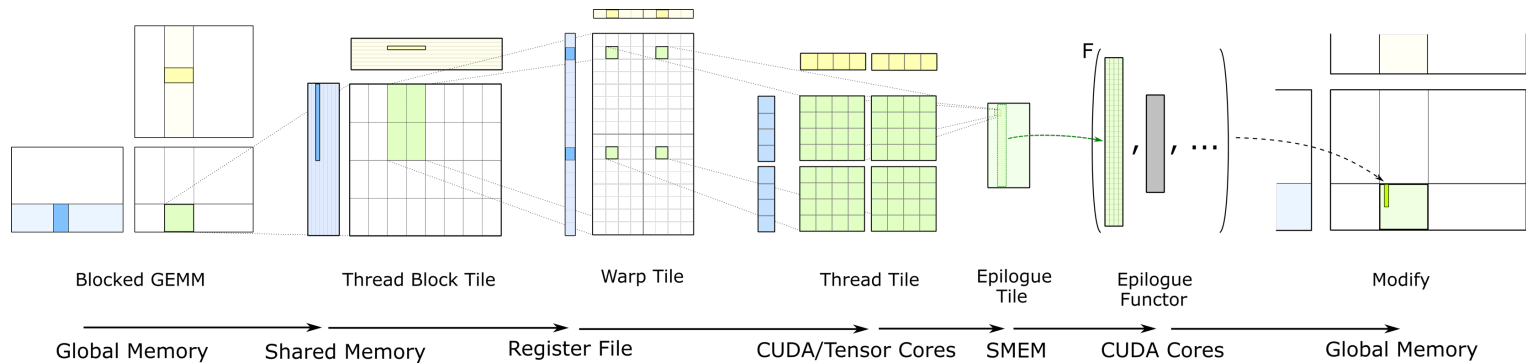 F
, , ...
Blocked GEMM
Thread Block Tile
Warp Tile
Thread Tile
Epilogue
Tile
Epilogue
Functor
Modify
Global Memory
Shared Memory
Register File
CUDA/Tensor Cores
SMEM
CUDA Cores
Global Memory